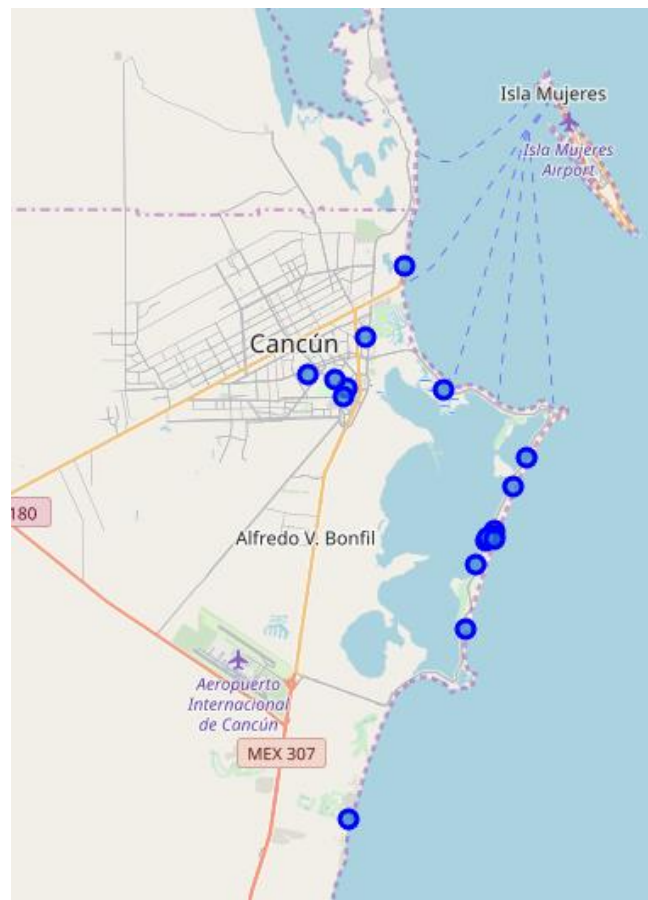 Isla Mujeres
Isla Mujeres
Airport
Cancún
180
Alfredo V. Bonfil
Aeropuerto
Internacional
de Cancún
MEX 307